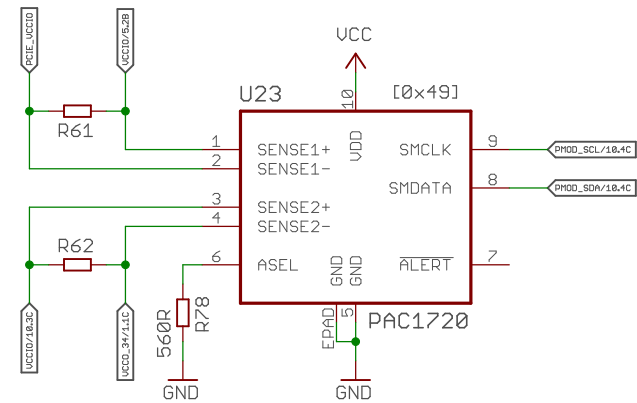 PCIE_VCCIO
VCCIO/5.2B
VCC
U23
[0x49]
10
VDD
R61
1
SENSE1+
2
SENSE1-
SMCLK
9
PMOD_SCL/10.4C
SMDATA
8
PMOD_SDA/10.4C
3
SENSE2+
4
SENSE2-
R62
6
ASEL
GND
GND
ALERT
7
VCCIO/10.3C
VCCO_34/1.1C
560R
R78
EPAD
5
PAC1720
GND
GND